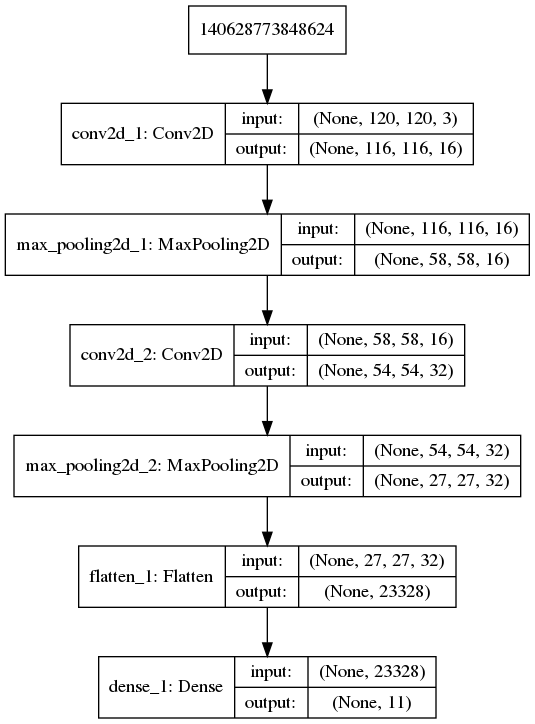 140628773848624
conv2d_1: Conv2D
input: (None, 120, 120, 3)
output: (None, 116, 116, 16)
max_pooling2d_1: MaxPooling2D
input: (None, 116, 116, 16)
output: (None, 58, 58, 16)
conv2d_2: Conv2D
input: (None, 58, 58, 16)
output: (None, 54, 54, 32)
max_pooling2d_2: MaxPooling2D
input: (None, 54, 54, 32)
output: (None, 27, 27, 32)
flatten_1: Flatten
input: (None, 27, 27, 32)
output: (None, 23328)
dense_1: Dense
input: (None, 23328)
output: (None, 11)